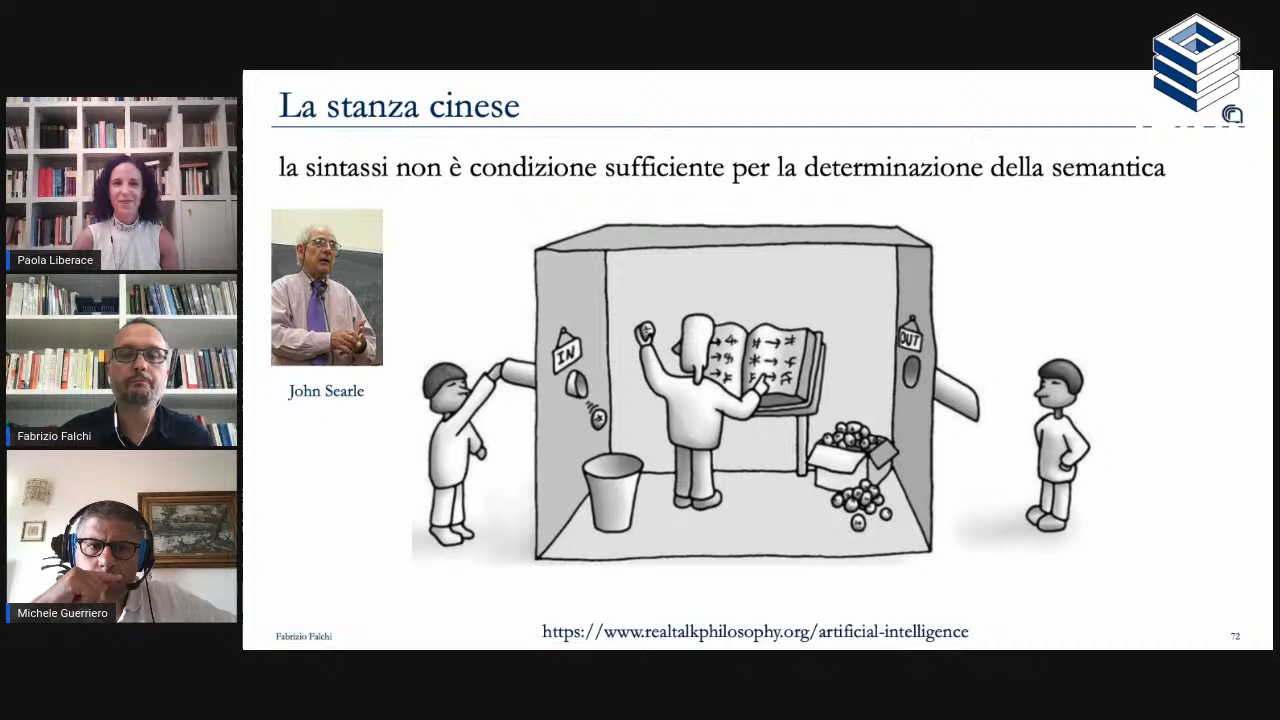 La stanza cinese
la sintassi non è condizione sufficiente per la determinazione della semantica
John Searle
IN
OUT
https://www.realtalkphilosophy.org/artificial-intelligence
Fabrizio Falchi
72
Paola Liberace
Fabrizio Falchi
Michele Guerriero